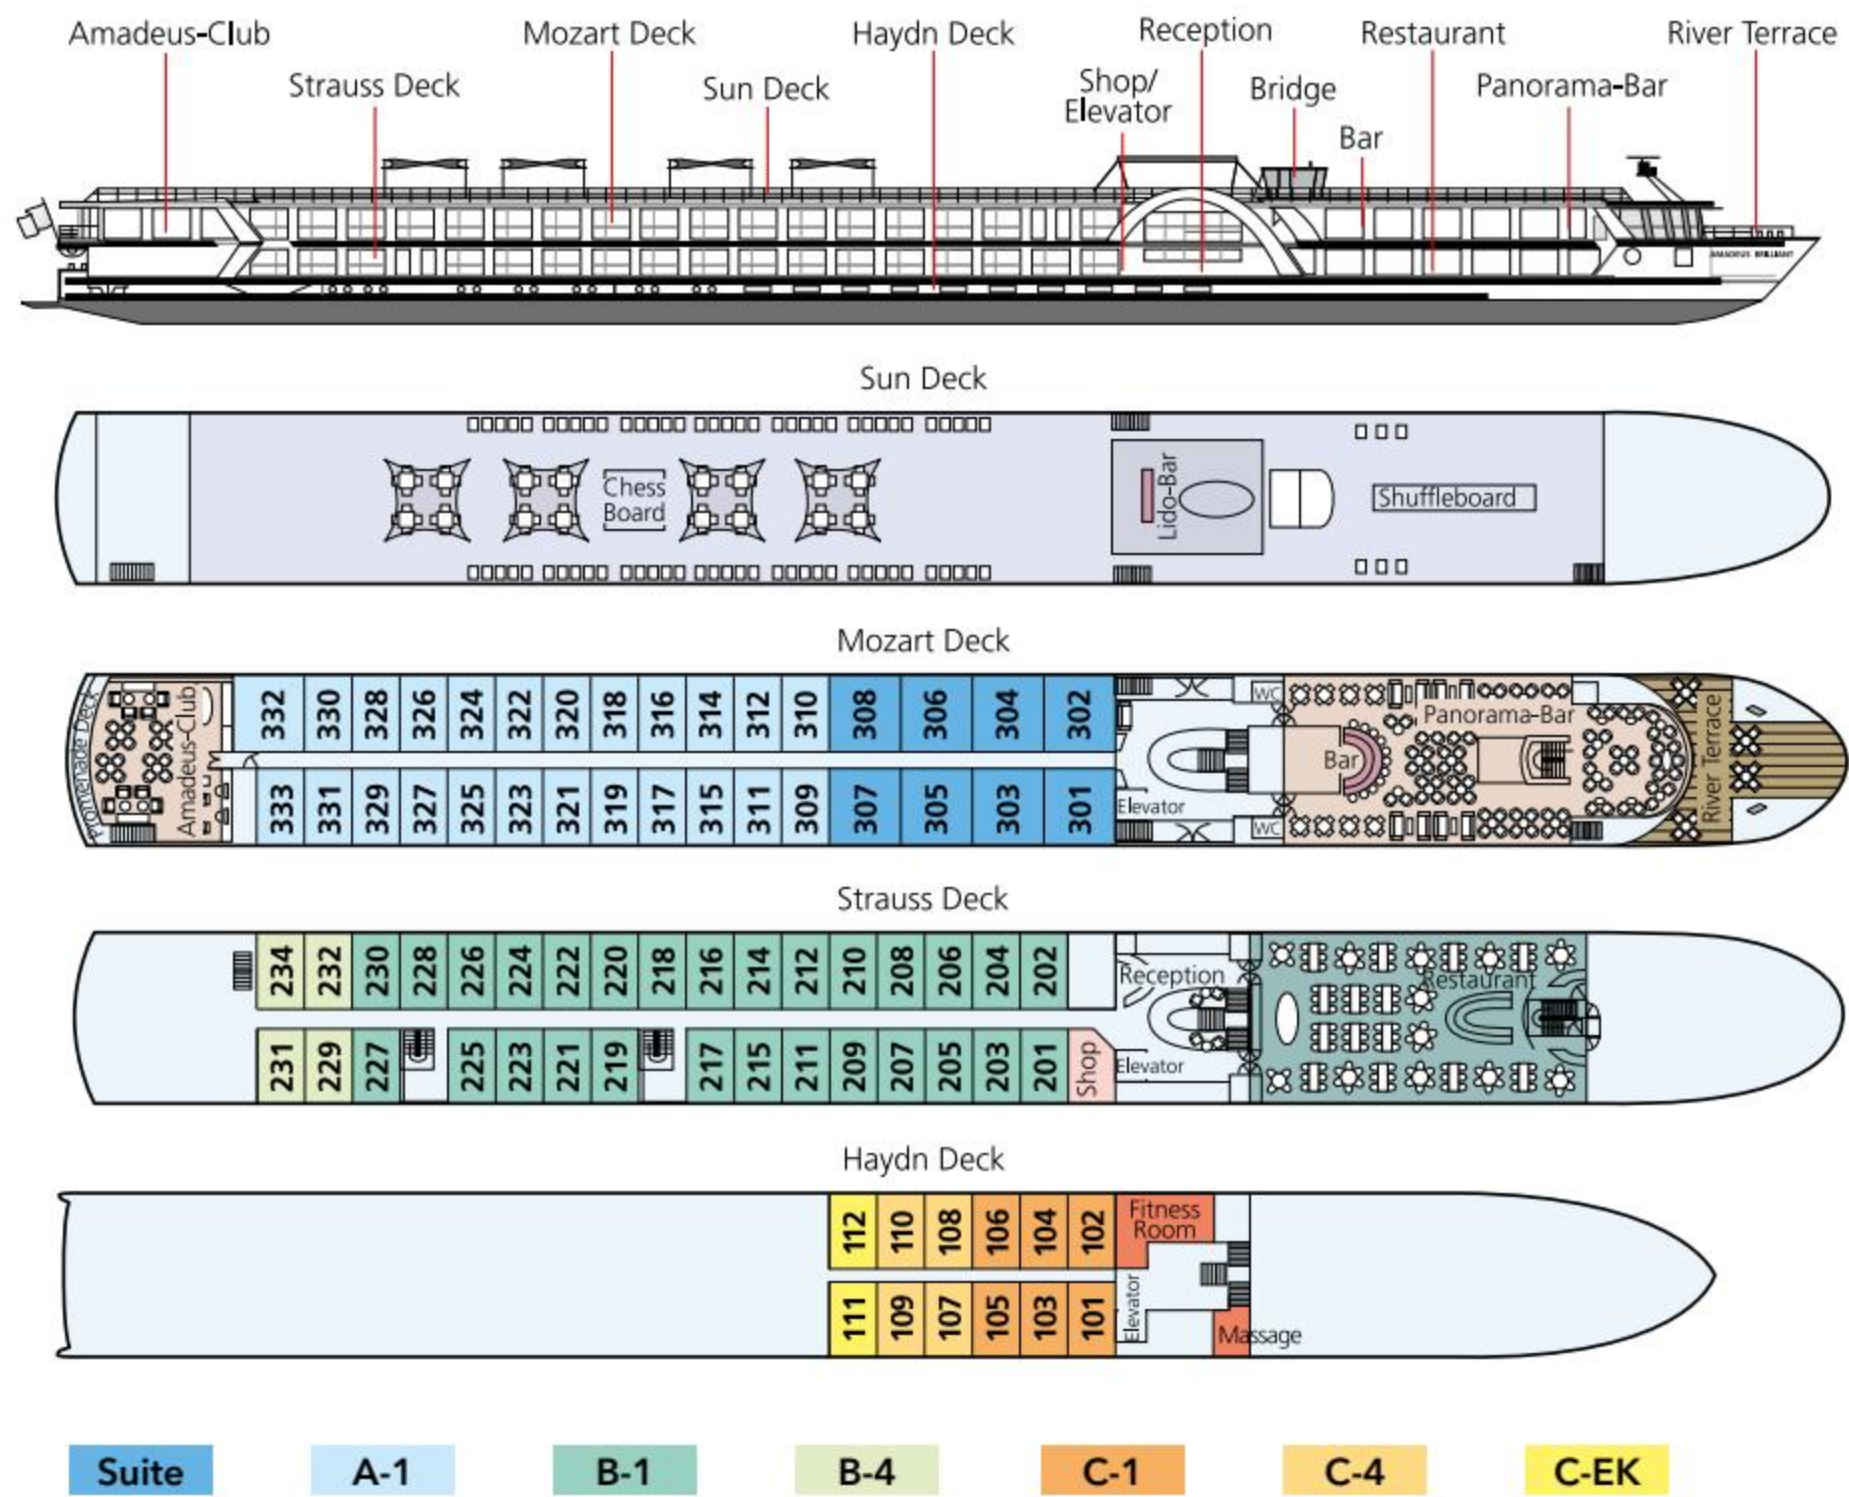 Amadeus-Club
Mozart Deck
Haydn Deck
Reception
Restaurant
River Terrace
Strauss Deck
Sun Deck
Shop/
Elevator
Bridge
Panorama-Bar
Bar
AMADEUS BRILLIANT
Sun Deck
Chess
Board
Lido-Bar
Shuffleboard
Mozart Deck
Promenade Deck
Amadeus-Club
332 330 328 326 324 322 320 318 316 314 312 310 308 306 304 302
333 331 329 327 325 323 321 319 317 315 311 309 307 305 303 301
Elevator
WC
WC
Bar
Panorama-Bar
River Terrace
Strauss Deck
234 232 230 228 226 224 222 220 218 216 214 212 210 208 206 204 202
231 229 227 225 223 221 219 217 215 211 209 207 205 203 201
Shop
Reception
Elevator
Restaurant
Haydn Deck
112 110 108 106 104 102
111 109 107 105 103 101
Fitness
Room
Elevator
Massage
Suite
A-1
B-1
B-4
C-1
C-4
C-EK